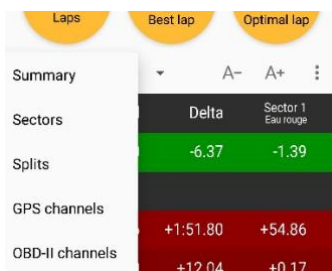 Laps Best lap Optimal lap
Summary A- A+
Sectors Delta Sector 1
Eau rouge
-6.37 -1.39
Splits
GPS channels
+1:51.80 +54.86
OBD-II channels
+12.04 +0.17